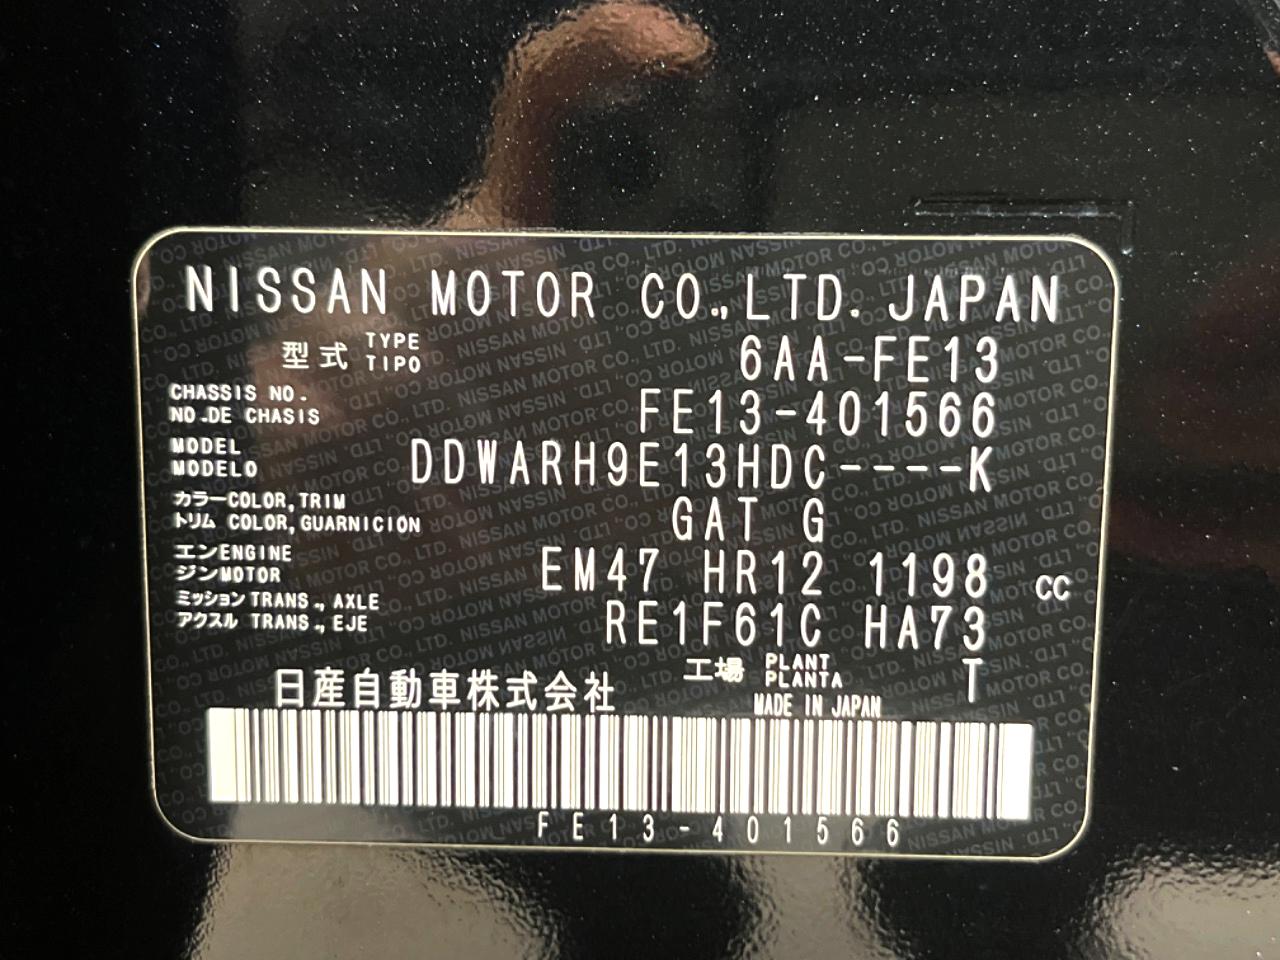 NISSAN MOTOR CO.,LTD. JAPAN
型式 TYPE TIPO 6AA-FE13
CHASSIS NO.
NO.DE CHASIS FE13-401566
MODEL
MODELO DDWARH9E13HDC----K
カラー COLOR,TRIM
トリム COLOR,GUARNICION GAT G
エン ENGINE
ジン MOTOR EM47 HR12 1198 CC
ミッション TRANS., AXLE
アクスル TRANS., EJE RE1F61C HA73
日産自動車株式会社 工場 PLANT PLANTA T
MADE IN JAPAN
FE13-401566